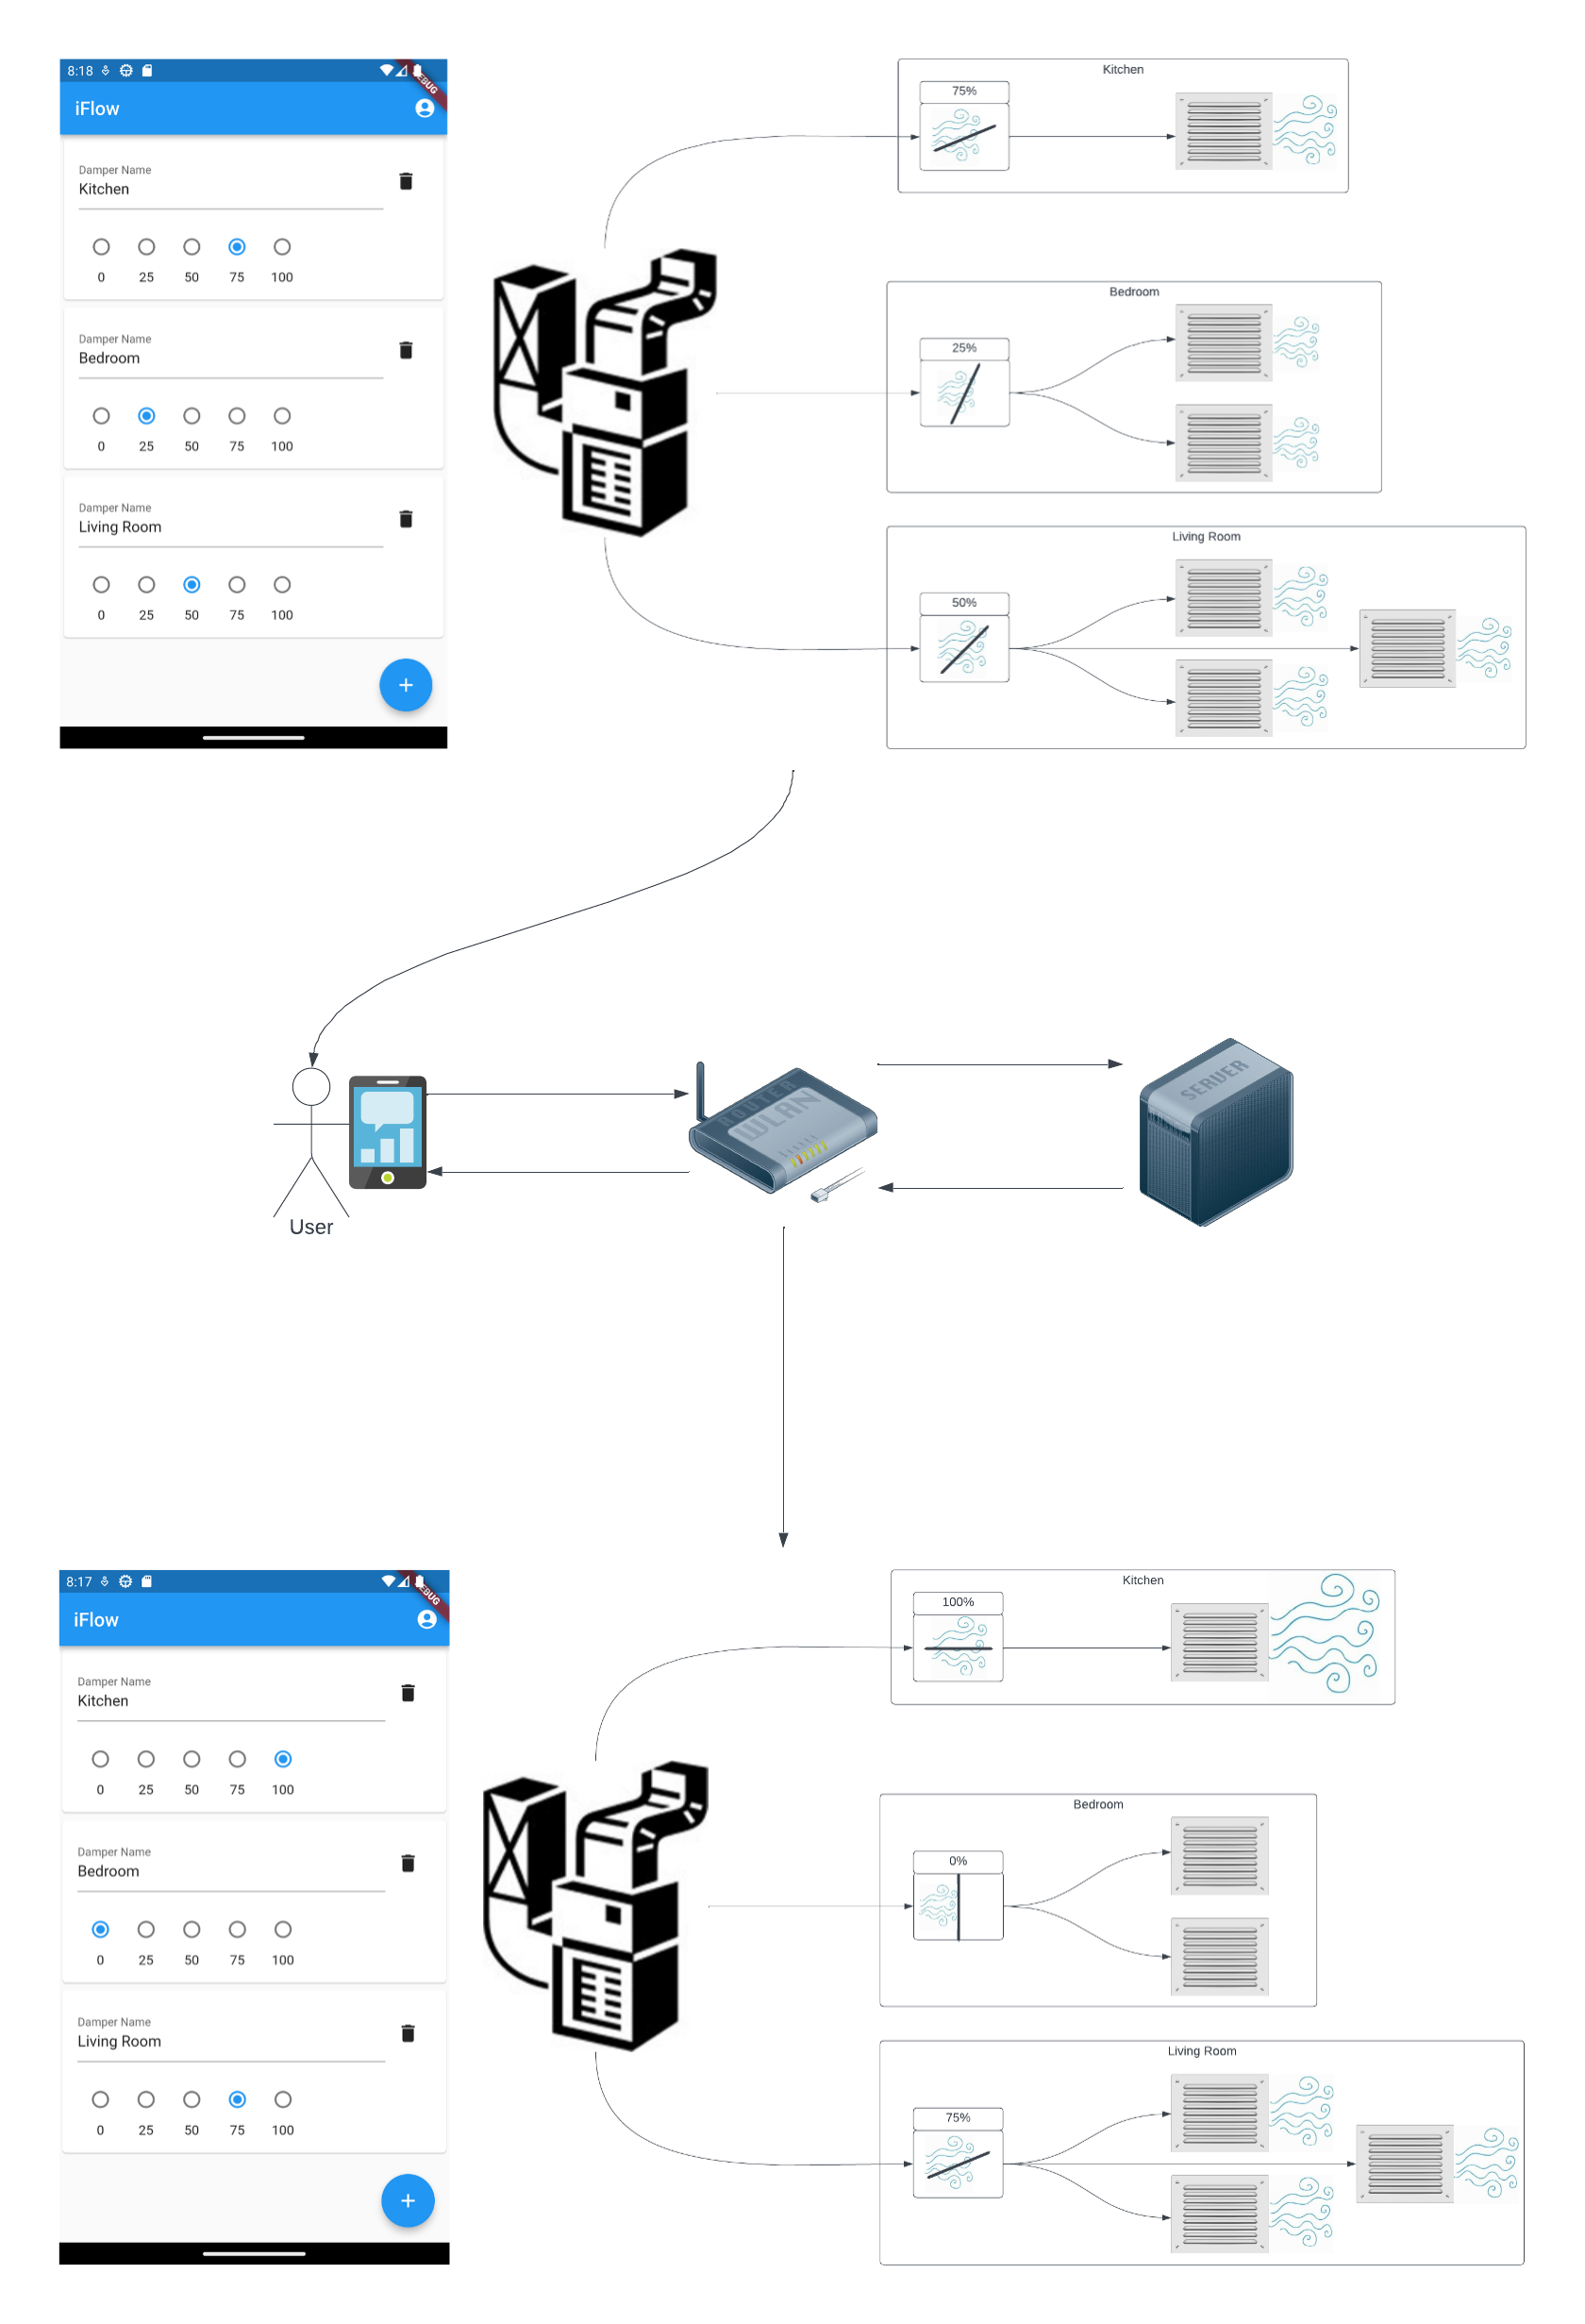 8:18
DEBUG
iFlow
Damper Name
Kitchen
0 25 50 75 100
Damper Name
Bedroom
0 25 50 75 100
Damper Name
Living Room
0 25 50 75 100
+
Kitchen
75%
Bedroom
25%
Living Room
50%
User
ROUTER
WLAN
SERVER
8:17
DEBUG
iFlow
Damper Name
Kitchen
0 25 50 75 100
Damper Name
Bedroom
0 25 50 75 100
Damper Name
Living Room
0 25 50 75 100
+
Kitchen
100%
Bedroom
0%
Living Room
75%